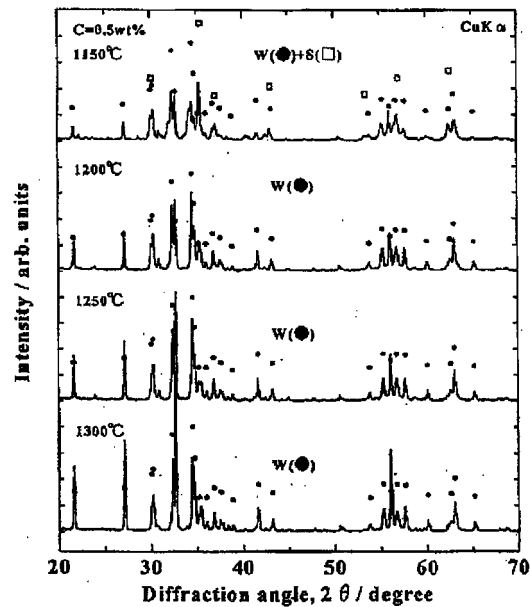 C=0.5wt%
CuKα
1150℃
W(●)+S(□)
1200℃
W(●)
1250℃
W(●)
1300℃
W(●)
Intensity / arb. units
20 30 40 50 60 70
Diffraction angle, 2 θ / degree